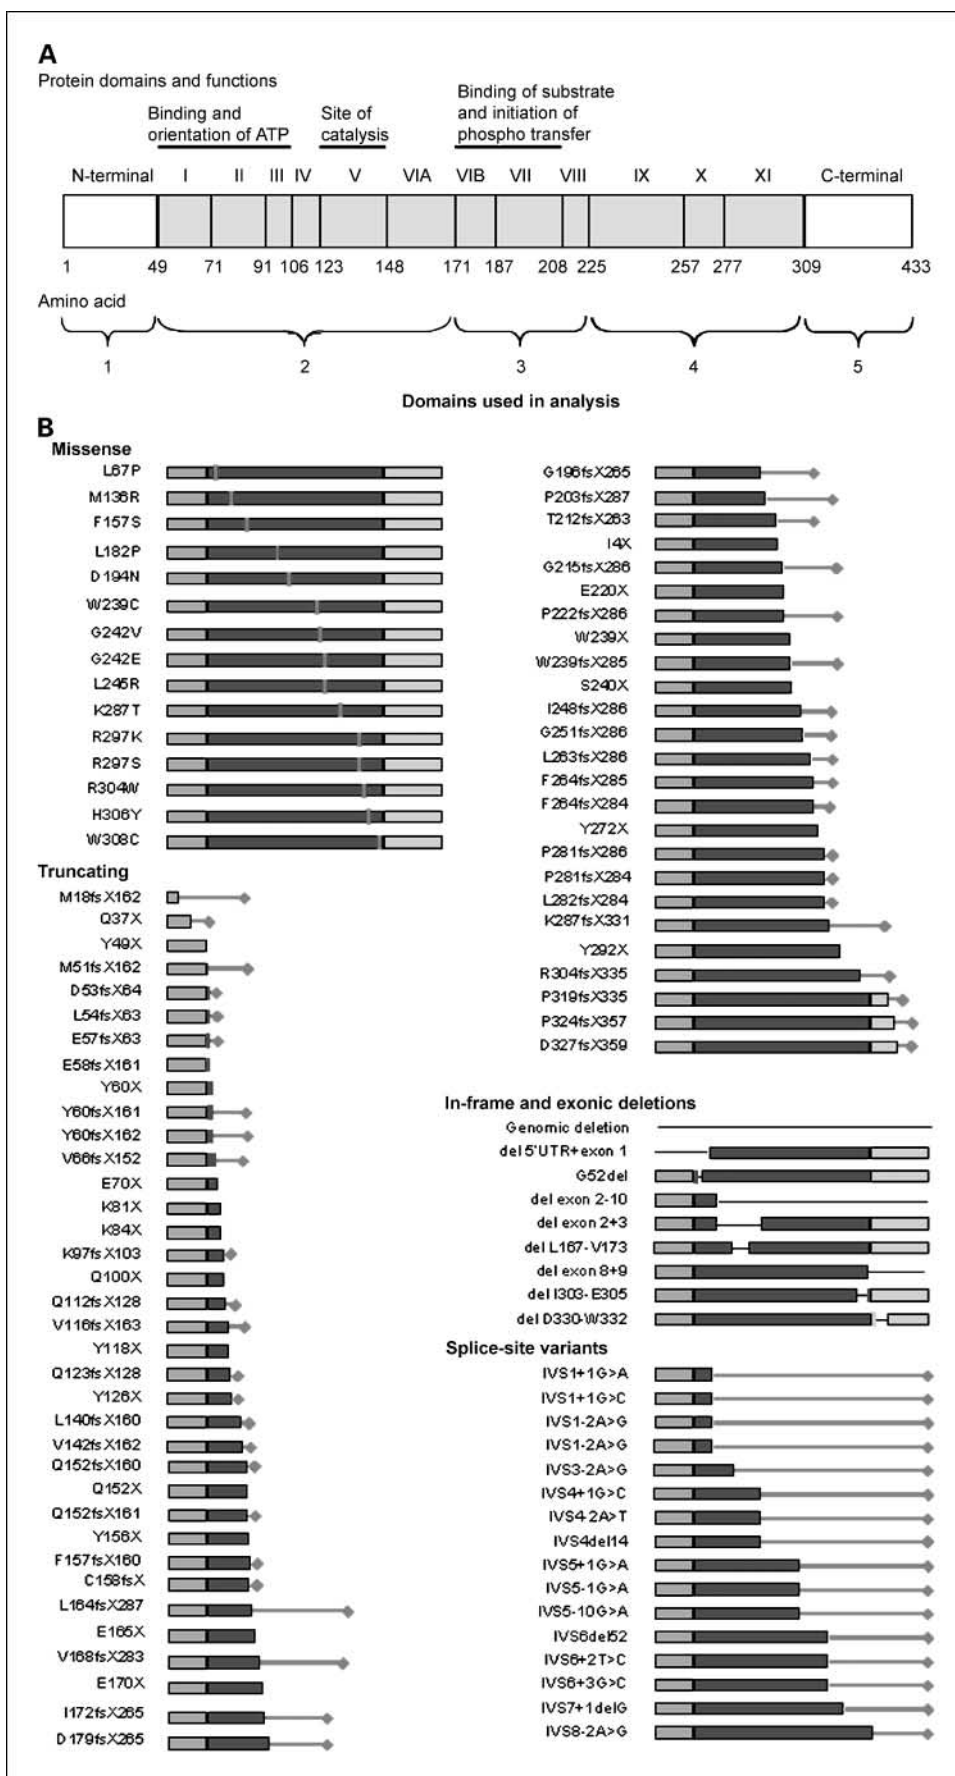 A
Protein domains and functions
Binding and
orientation of ATP
Site of
catalysis
Binding of substrate
and initiation of
phospho transfer
N-terminal I II III IV V VIA VIB VII VIII IX X XI C-terminal
1 49 71 91 106 123 148 171 187 208 225 257 277 309 433
Amino acid
1 2 3 4 5
Domains used in analysis
B
Missense
L67P
M136R
F157S
L182P
D194N
W239C
G242V
G242E
L245R
K287T
R297K
R297S
R304W
H306Y
W308C
Truncating
M18fsX162
Q37X
Y49X
M51fsX162
D53fsX64
L54fsX63
E57fsX63
E58fsX161
Y60X
Y60fsX161
Y60fsX162
V66fsX152
E70X
K81X
K84X
K97fsX103
Q100X
Q112fsX128
V116fsX163
Y118X
Q123fsX128
Y126X
L140fsX160
V142fsX162
Q152fsX160
Q152X
Q152fsX161
Y156X
F157fsX160
C158fsX
L164fsX287
E165X
V168fsX283
E170X
I172fsX265
D179fsX265
G196fsX265
P203fsX287
T212fsX263
I4X
G215fsX286
E220X
P222fsX286
W239X
W239fsX285
S240X
I248fsX286
G251fsX286
L263fsX286
F264fsX285
F264fsX284
Y272X
P281fsX286
P281fsX284
L282fsX284
K287fsX331
Y292X
R304fsX335
P319fsX335
P324fsX357
D327fsX359
In-frame and exonic deletions
Genomic deletion
del 5'UTR+exon 1
G52del
del exon 2-10
del exon 2+3
del L167-V173
del exon 8+9
del I303-E305
del D330-W332
Splice-site variants
IVS1+1G>A
IVS1+1G>C
IVS1-2A>G
IVS1-2A>G
IVS3-2A>G
IVS4+1G>C
IVS4-2A>T
IVS4del14
IVS5+1G>A
IVS5-1G>A
IVS5-10G>A
IVS6del52
IVS6+2T>C
IVS6+3G>C
IVS7+1delG
IVS8-2A>G